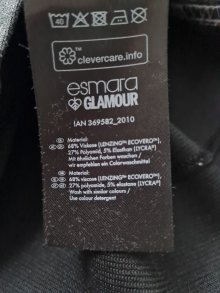 40
clevercare.info
esmara
GLAMOUR
IAN 369582_2010
Material:
68% Viskose (LENZING™ ECOVERO™),
27% Polyamid, 5% Elasthan (LYCRA®)
Mit ähnlichen Farben waschen /
wir empfehlen ein Colorwaschmittel
Material:
68% viscose (LENZING™ ECOVERO™),
27% polyamide, 5% elastane (LYCRA®)
Wash with similar colours /
Use colour detergent